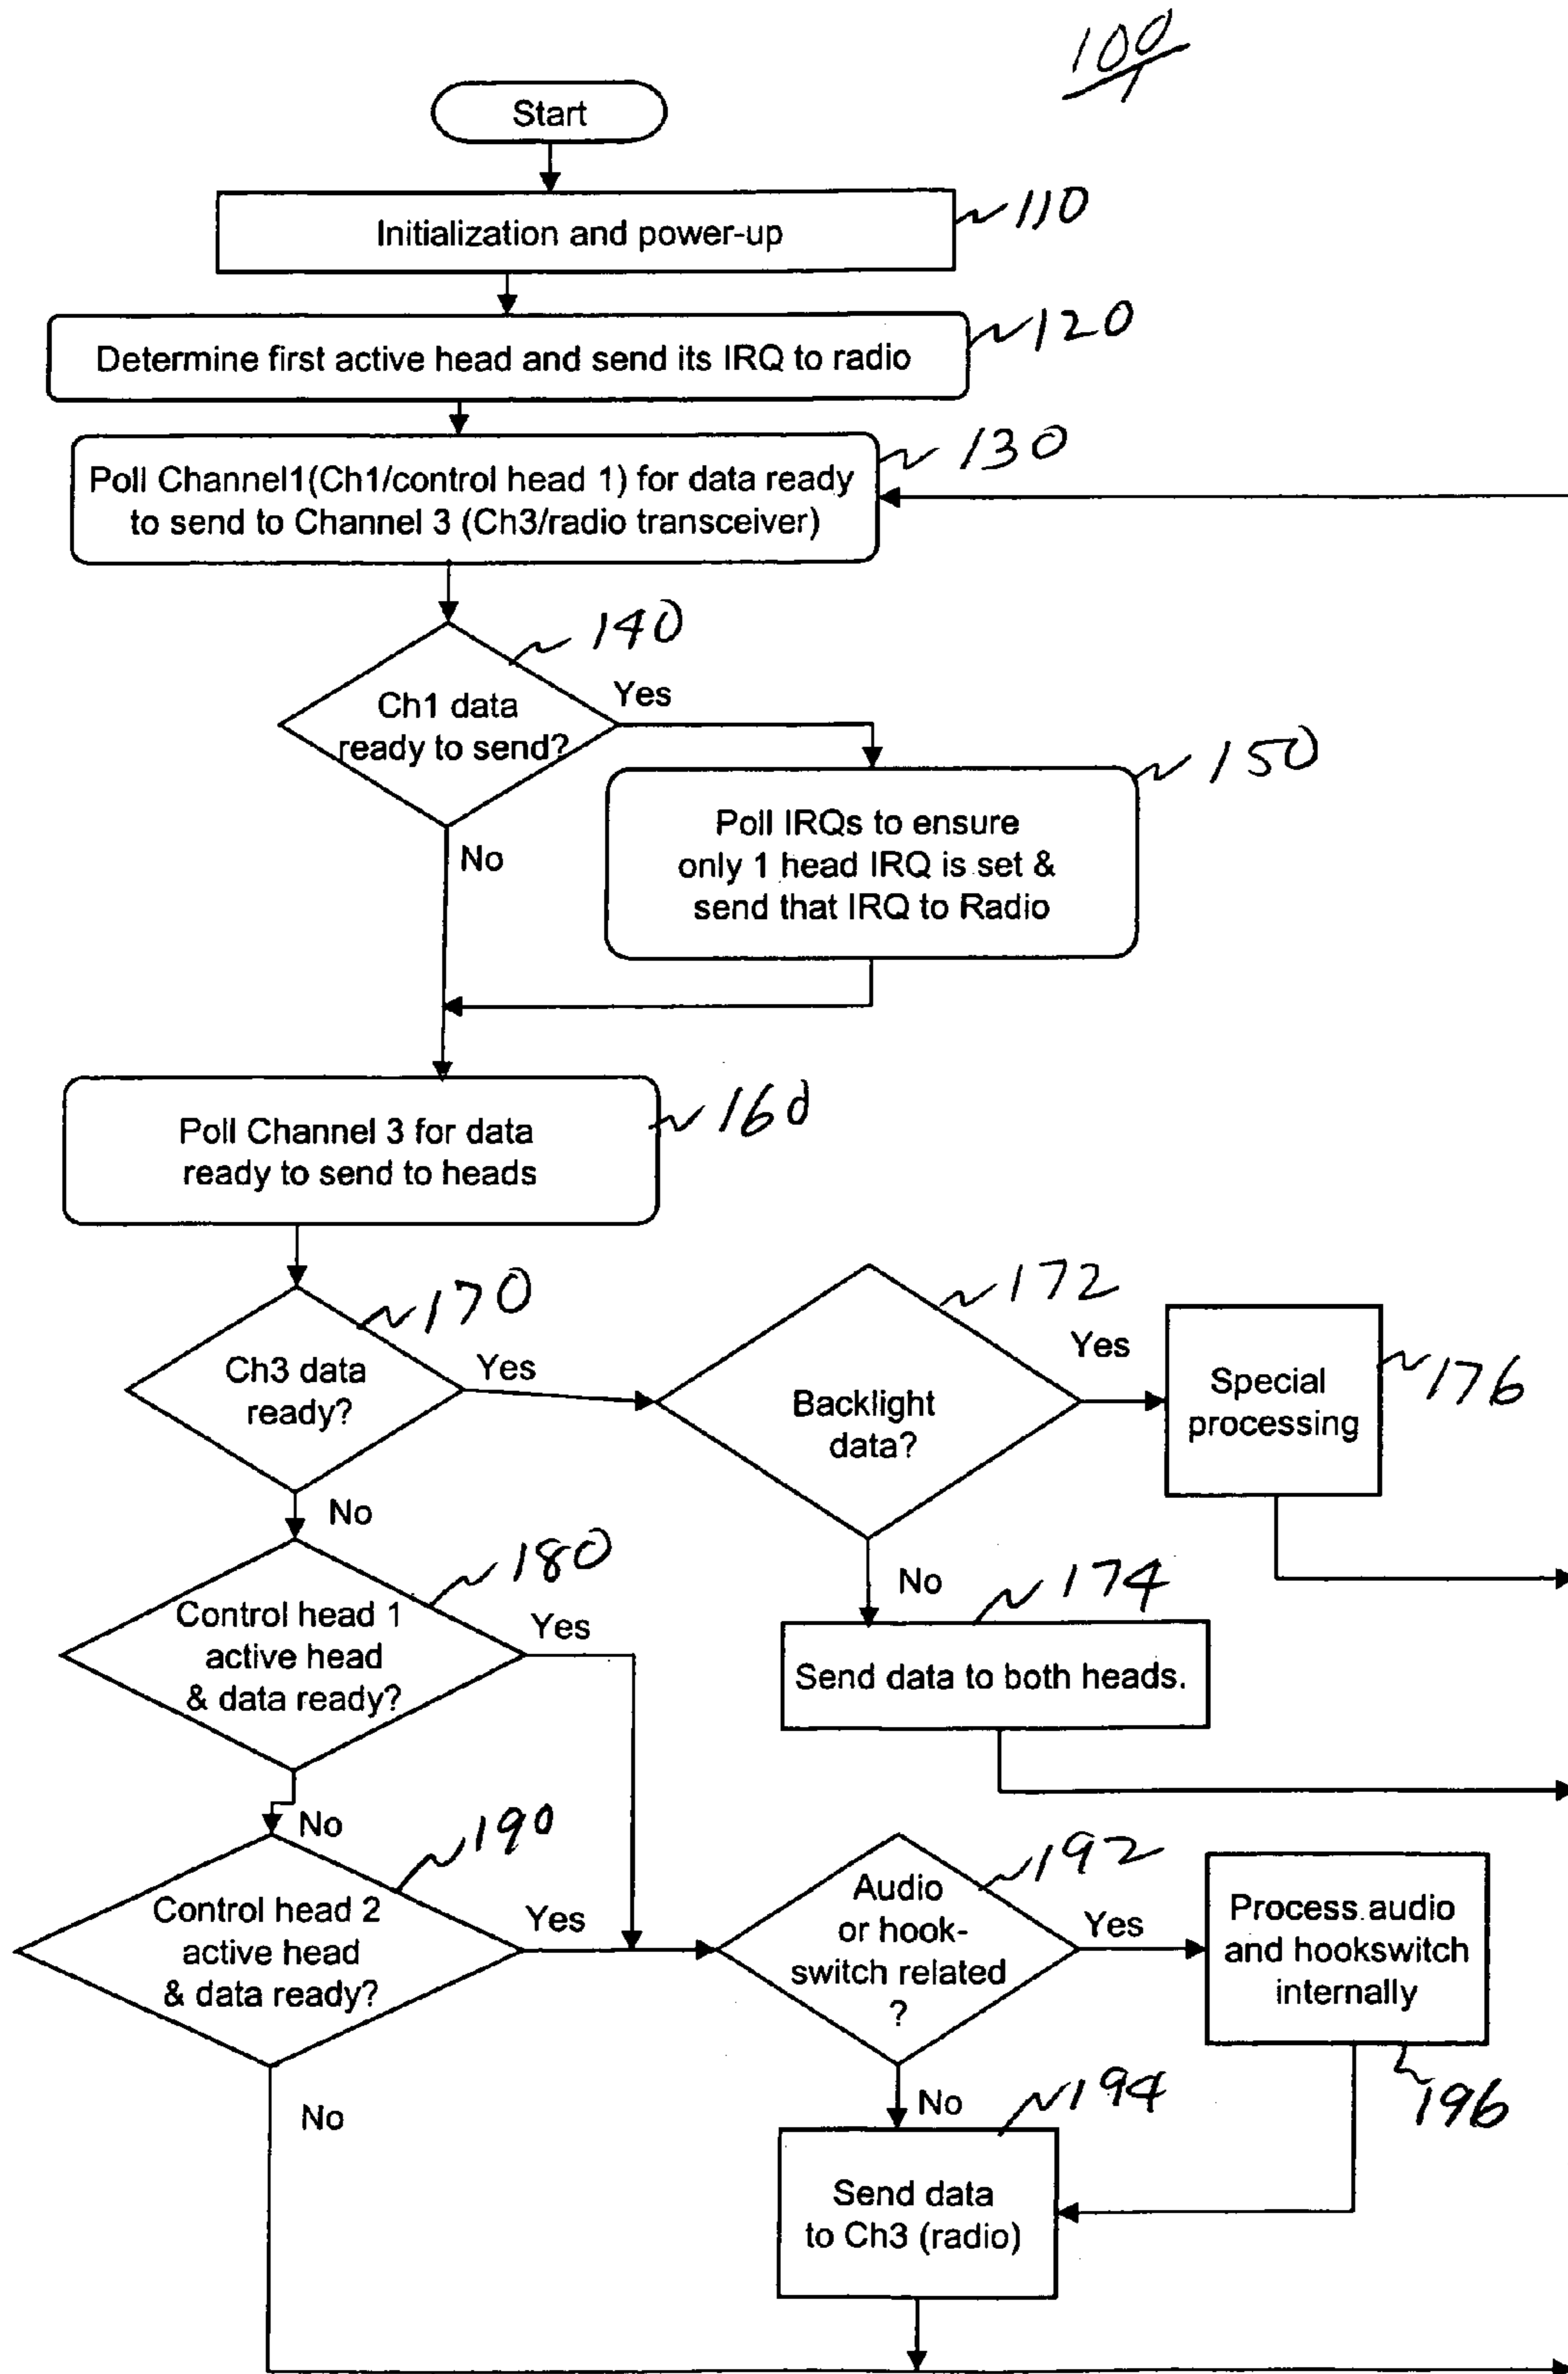 100
Start
Initialization and power-up
110
Determine first active head and send its IRQ to radio
120
Poll Channel1(Ch1/control head 1) for data ready
to send to Channel 3 (Ch3/radio transceiver)
130
Ch1 data
ready to send?
140
Yes
No
Poll IRQs to ensure
only 1 head IRQ is set &
send that IRQ to Radio
150
Poll Channel 3 for data
ready to send to heads
160
Ch3 data
ready?
170
Yes
No
Backlight
data?
172
Yes
No
Special
processing
176
Send data to both heads.
174
Control head 1
active head
& data ready?
180
Yes
No
Control head 2
active head
& data ready?
190
Yes
No
Audio
or hook-
switch related
?
192
Yes
No
Process audio
and hookswitch
internally
196
Send data
to Ch3 (radio)
194